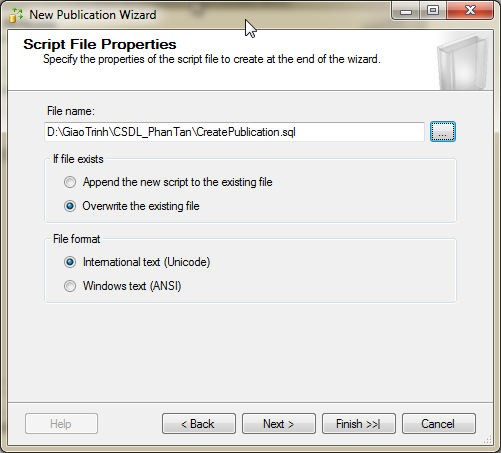 New Publication Wizard
Script File Properties
Specify the properties of the script file to create at the end of the wizard.
File name:
D:\GiaoTrinh\CSDL_PhanTan\CreatePublication.sql
...
If file exists
Append the new script to the existing file
Overwrite the existing file
File format
International text (Unicode)
Windows text (ANSI)
Help
< Back
Next >
Finish >>|
Cancel